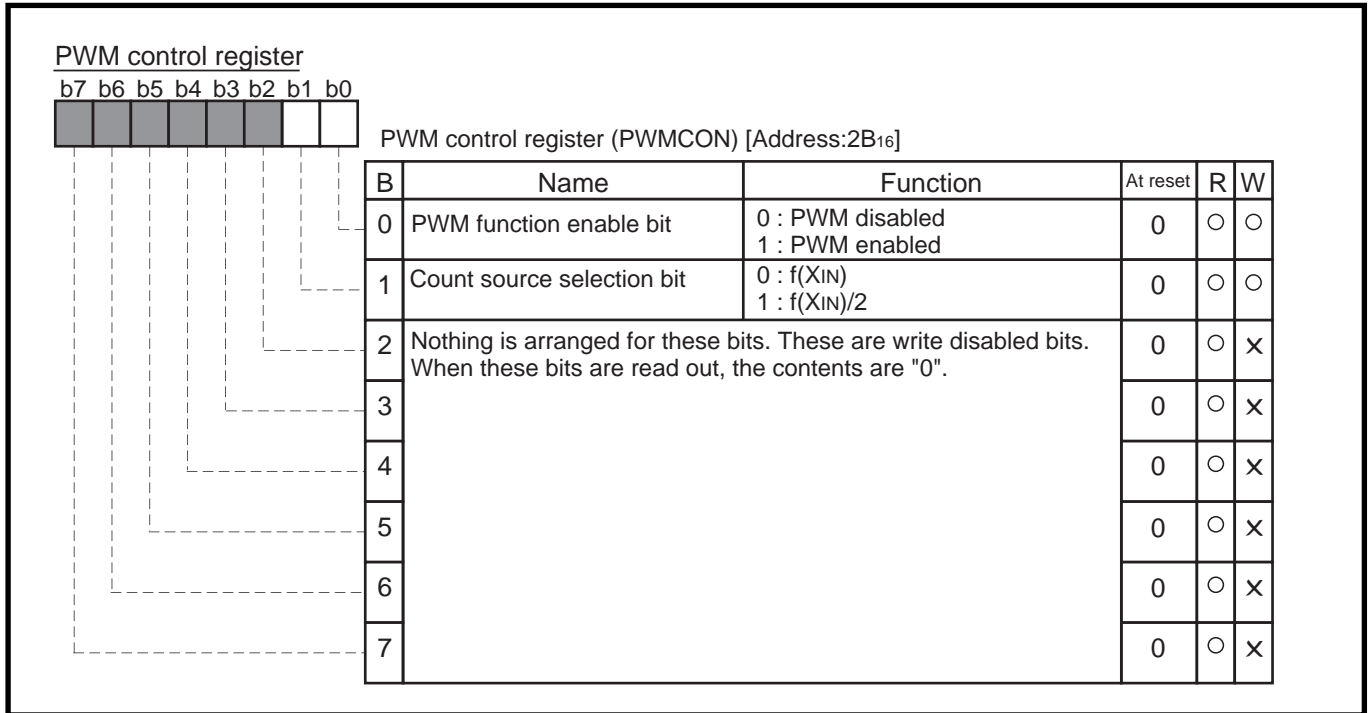 PWM control register
b7 b6 b5 b4 b3 b2 b1 b0
PWM control register (PWMCON) [Address:2B16]
B Name Function At reset R W
0 PWM function enable bit 0 : PWM disabled 0 ○ ○
1 : PWM enabled
1 Count source selection bit 0 : f(XIN) 0 ○ ○
1 : f(XIN)/2
2 Nothing is arranged for these bits. These are write disabled bits. 0 ○ ×
When these bits are read out, the contents are "0".
3 0 ○ ×
4 0 ○ ×
5 0 ○ ×
6 0 ○ ×
7 0 ○ ×